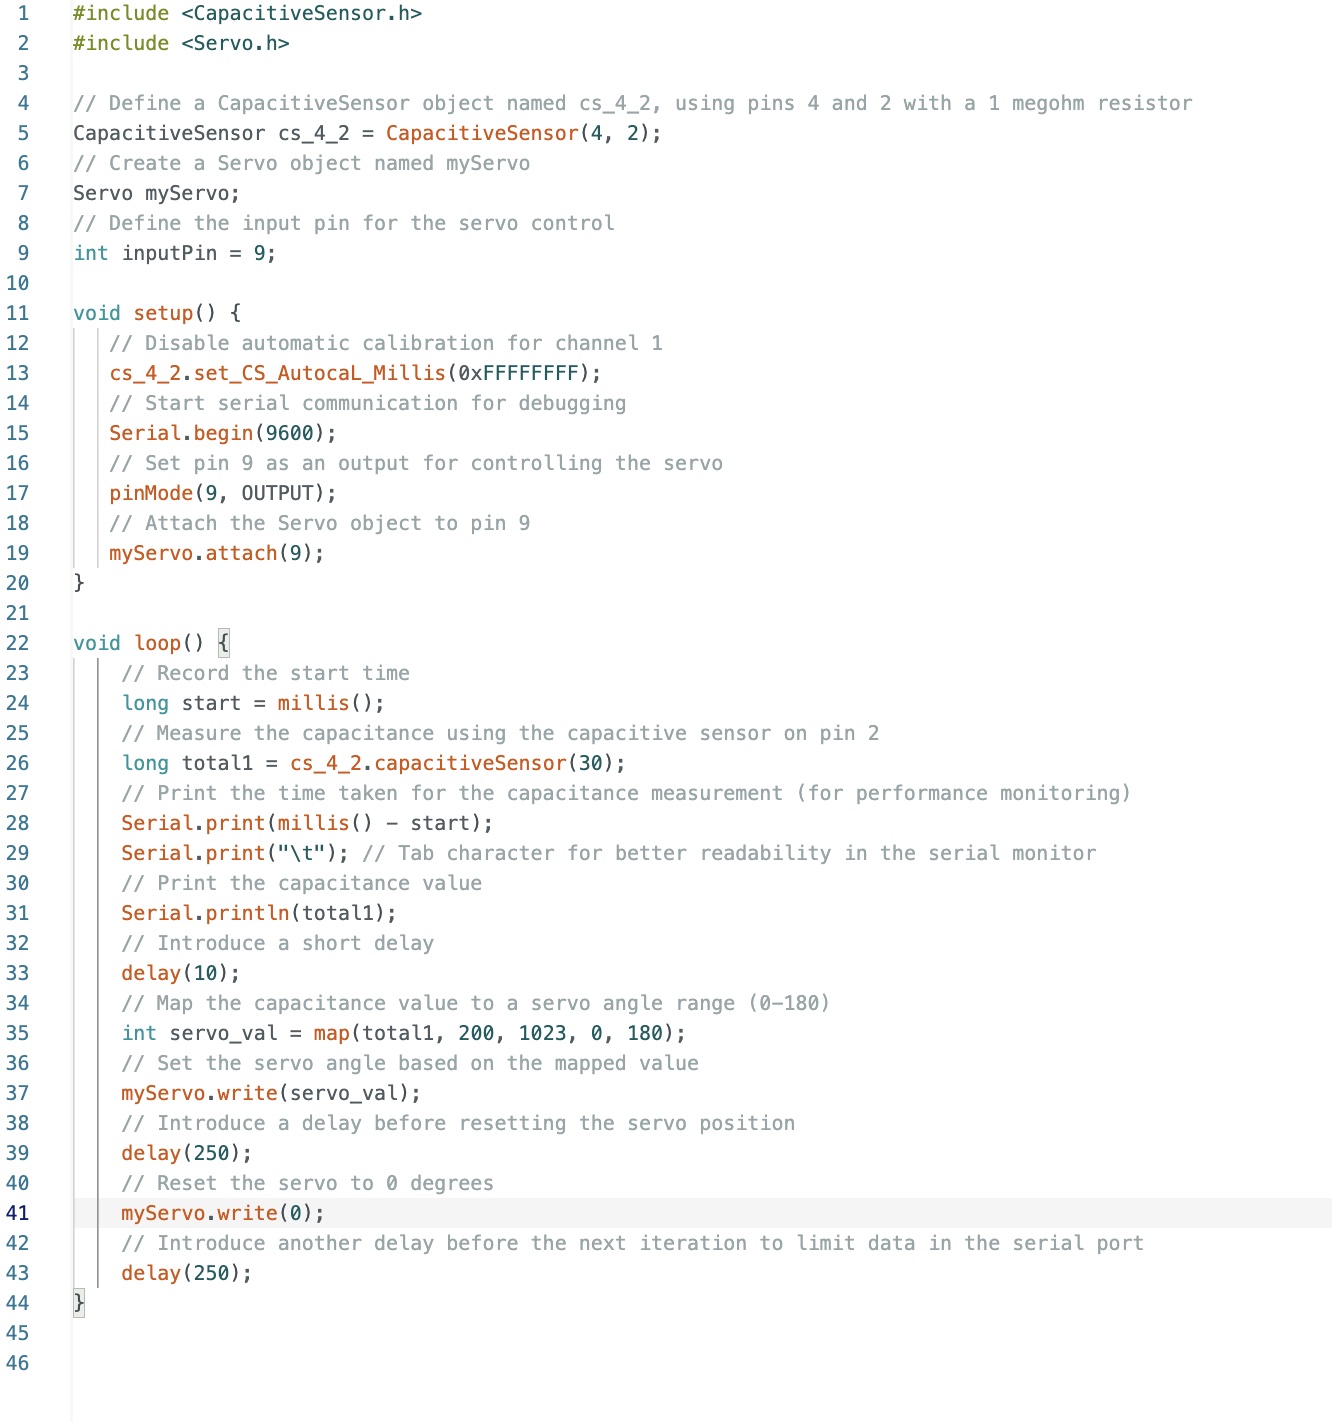 1 #include <CapacitiveSensor.h>
2 #include <Servo.h>
3
4 // Define a CapacitiveSensor object named cs_4_2, using pins 4 and 2 with a 1 megohm resistor
5 CapacitiveSensor cs_4_2 = CapacitiveSensor(4, 2);
6 // Create a Servo object named myServo
7 Servo myServo;
8 // Define the input pin for the servo control
9 int inputPin = 9;
10
11 void setup() {
12    // Disable automatic calibration for channel 1
13    cs_4_2.set_CS_AutocaL_Millis(0xFFFFFFFF);
14    // Start serial communication for debugging
15    Serial.begin(9600);
16    // Set pin 9 as an output for controlling the servo
17    pinMode(9, OUTPUT);
18    // Attach the Servo object to pin 9
19    myServo.attach(9);
20 }
21
22 void loop() {
23     // Record the start time
24     long start = millis();
25     // Measure the capacitance using the capacitive sensor on pin 2
26     long total1 = cs_4_2.capacitiveSensor(30);
27     // Print the time taken for the capacitance measurement (for performance monitoring)
28     Serial.print(millis() - start);
29     Serial.print("\t"); // Tab character for better readability in the serial monitor
30     // Print the capacitance value
31     Serial.println(total1);
32     // Introduce a short delay
33     delay(10);
34     // Map the capacitance value to a servo angle range (0-180)
35     int servo_val = map(total1, 200, 1023, 0, 180);
36     // Set the servo angle based on the mapped value
37     myServo.write(servo_val);
38     // Introduce a delay before resetting the servo position
39     delay(250);
40     // Reset the servo to 0 degrees
41     myServo.write(0);
42     // Introduce another delay before the next iteration to limit data in the serial port
43     delay(250);
44 }
45
46